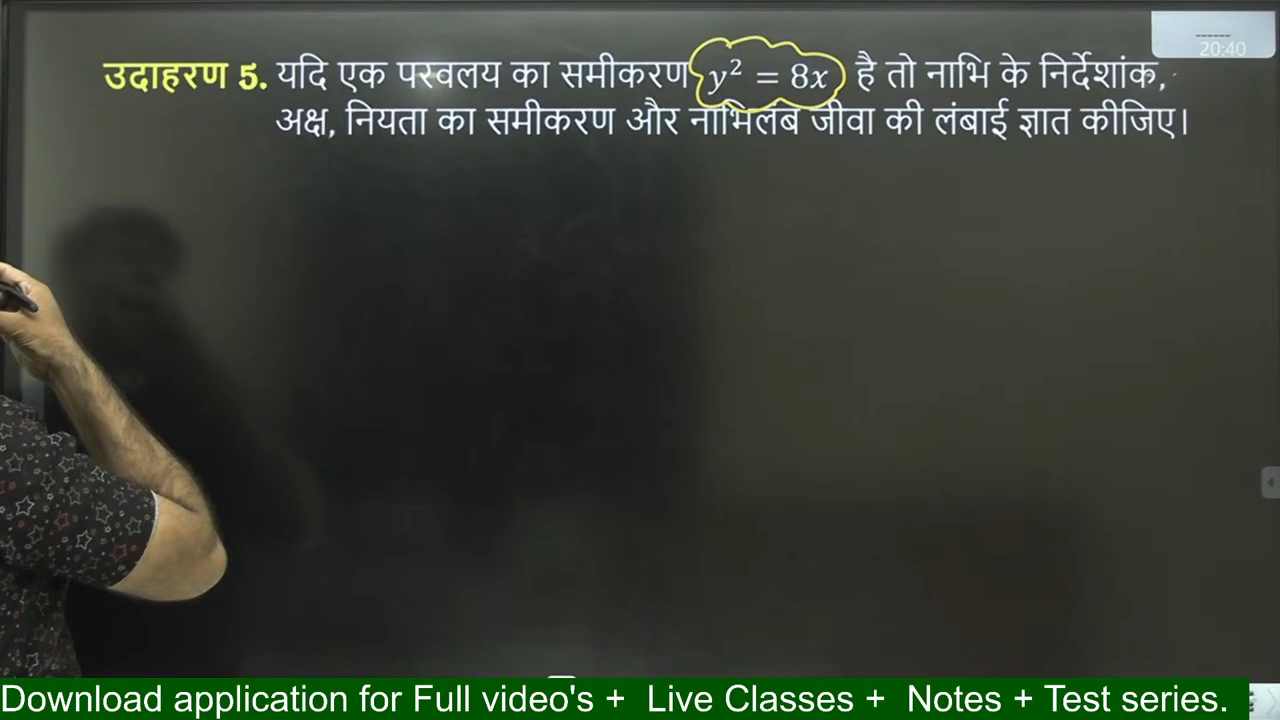 20:40
उदाहरण 5. यदि एक परवलय का समीकरण y² = 8x है तो नाभि के निर्देशांक,
अक्ष, नियता का समीकरण और नाभिलंब जीवा की लंबाई ज्ञात कीजिए।
Download application for Full video's + Live Classes + Notes + Test series.